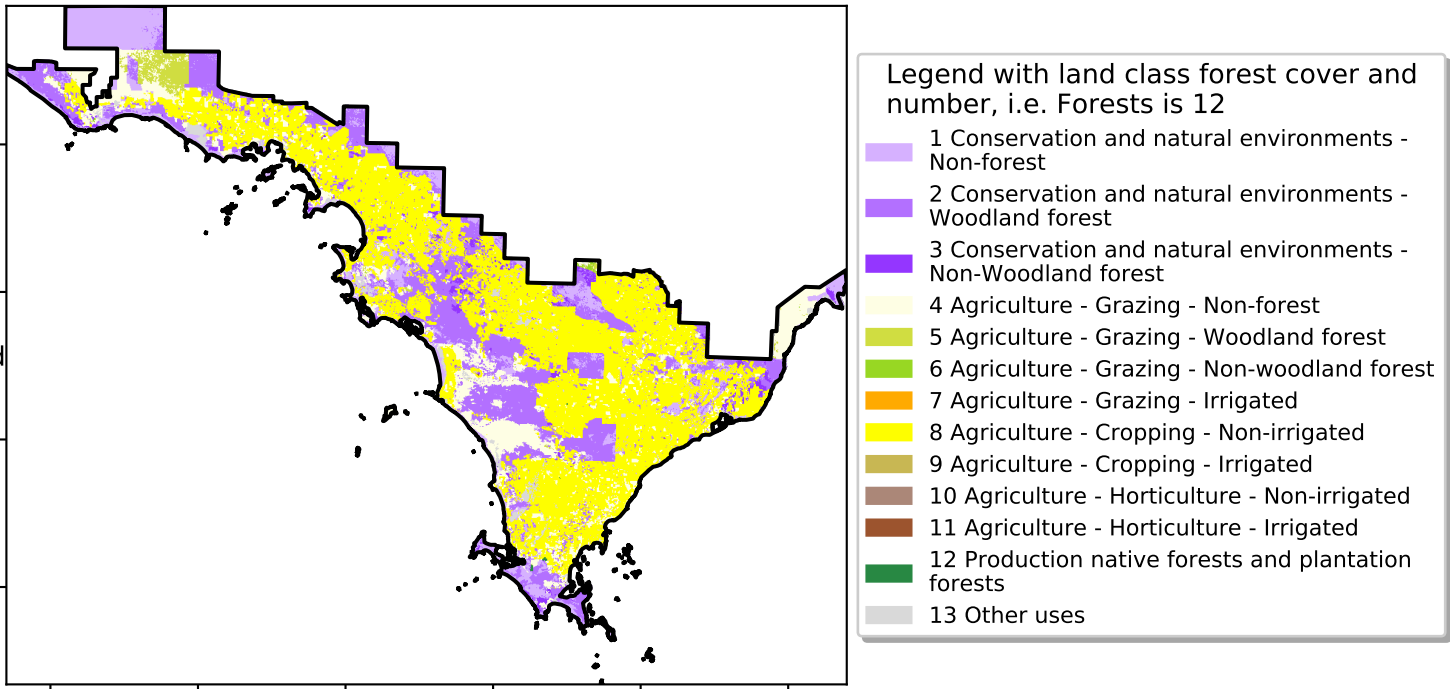 Legend with land class forest cover and
number, i.e. Forests is 12
1 Conservation and natural environments -
Non-forest
2 Conservation and natural environments -
Woodland forest
3 Conservation and natural environments -
Non-Woodland forest
4 Agriculture - Grazing - Non-forest
5 Agriculture - Grazing - Woodland forest
6 Agriculture - Grazing - Non-woodland forest
7 Agriculture - Grazing - Irrigated
8 Agriculture - Cropping - Non-irrigated
9 Agriculture - Cropping - Irrigated
10 Agriculture - Horticulture - Non-irrigated
11 Agriculture - Horticulture - Irrigated
12 Production native forests and plantation
forests
13 Other uses